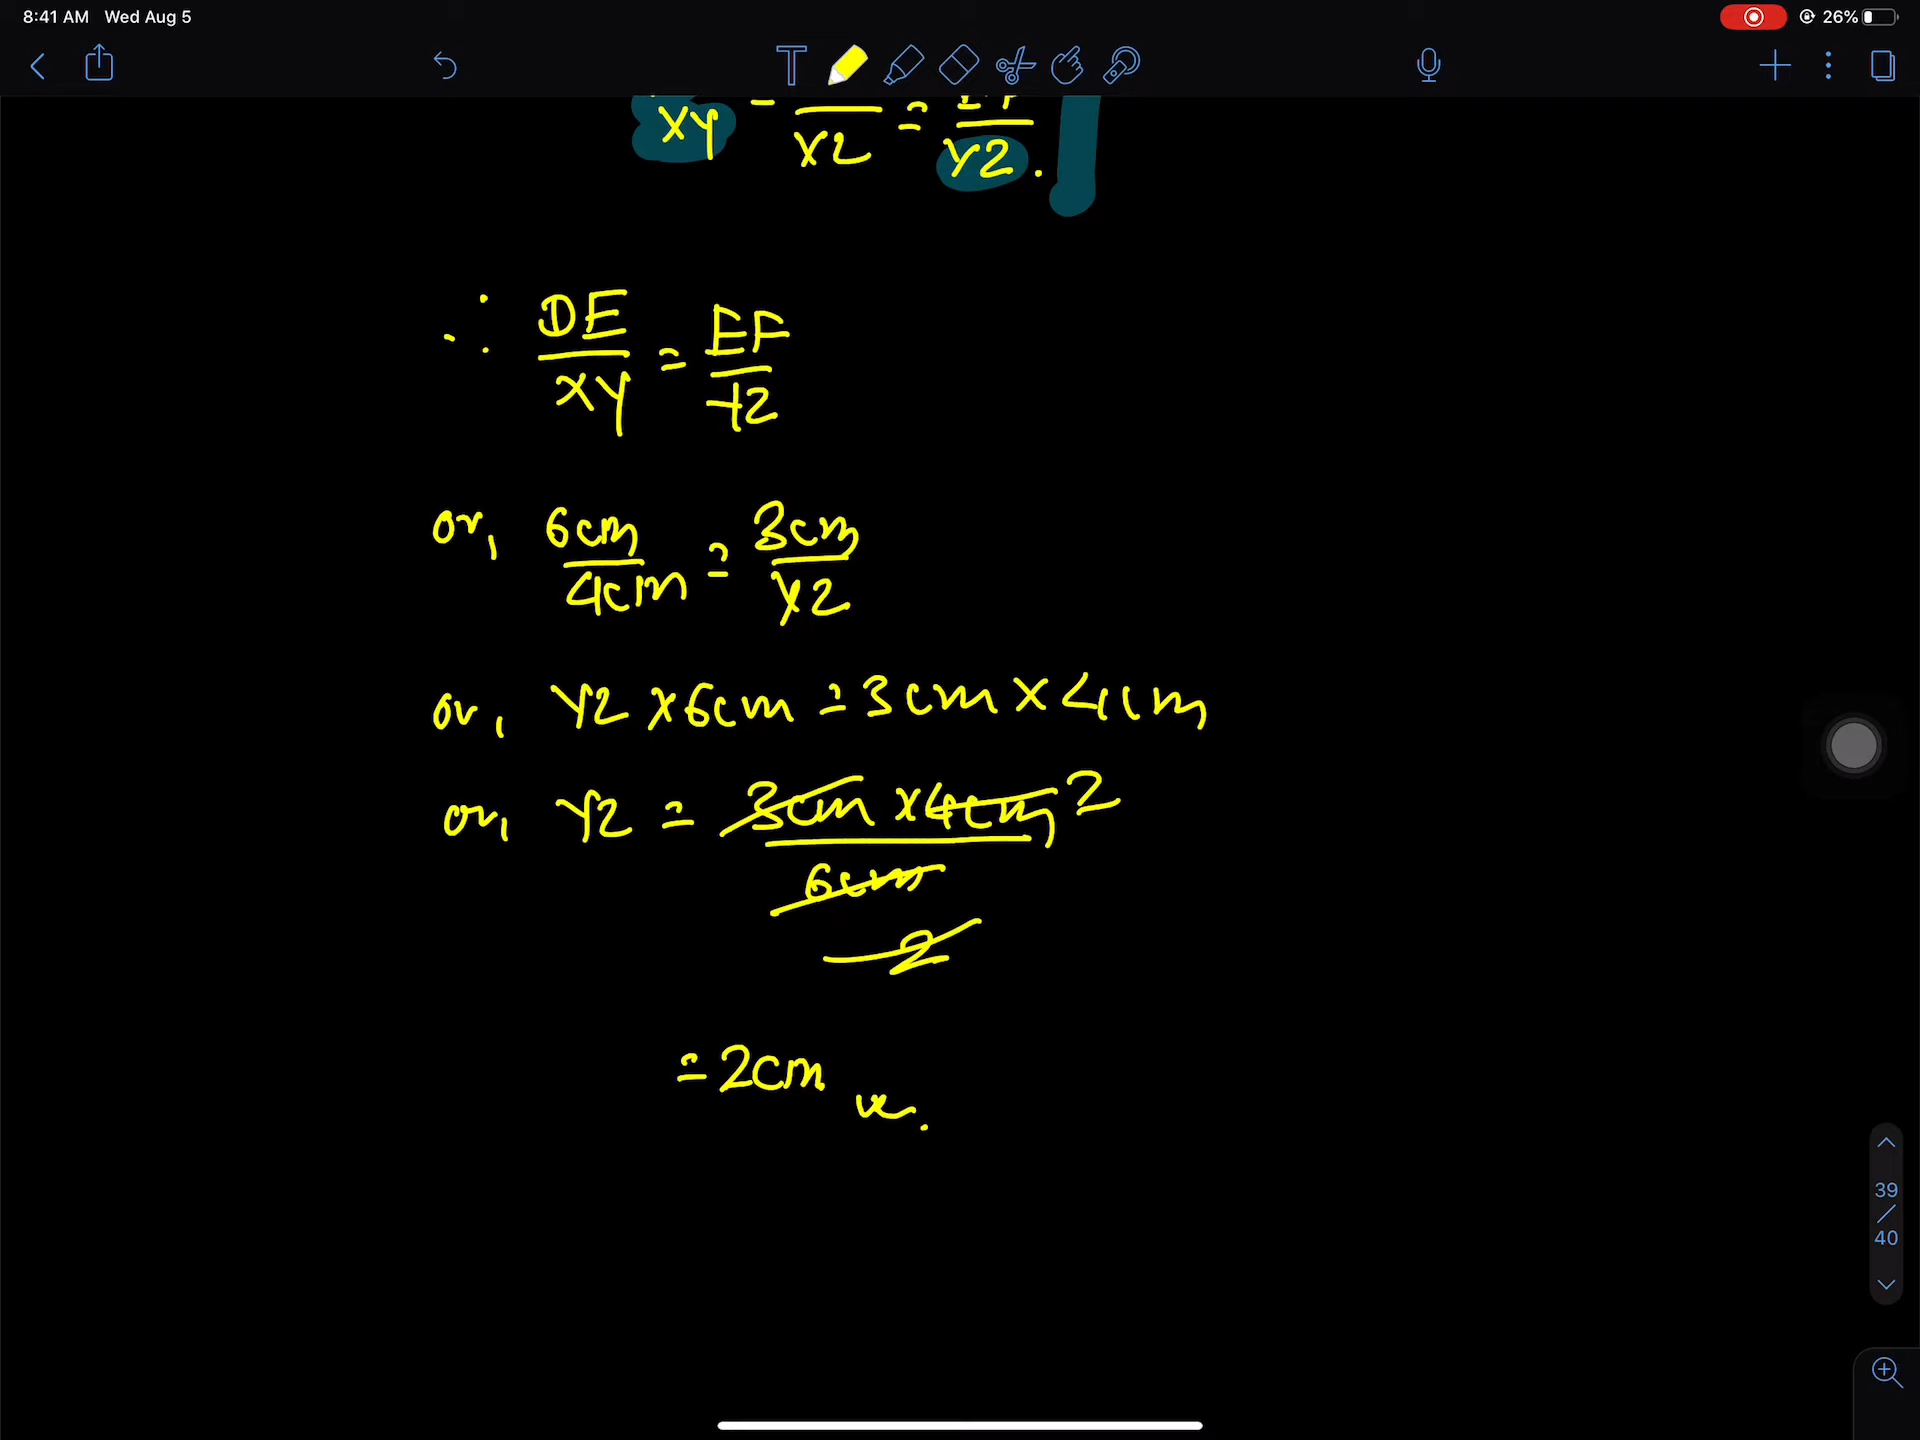 8:41 AM Wed Aug 5
26%
XY = XZ = YZ.
∴ DE/XY = EF/YZ
or, 6cm/4cm = 3cm/YZ
or, YZ × 6cm = 3cm × 4cm
or, YZ = 3cm × 4cm 2
6cm
2
= 2cm
39
/
40